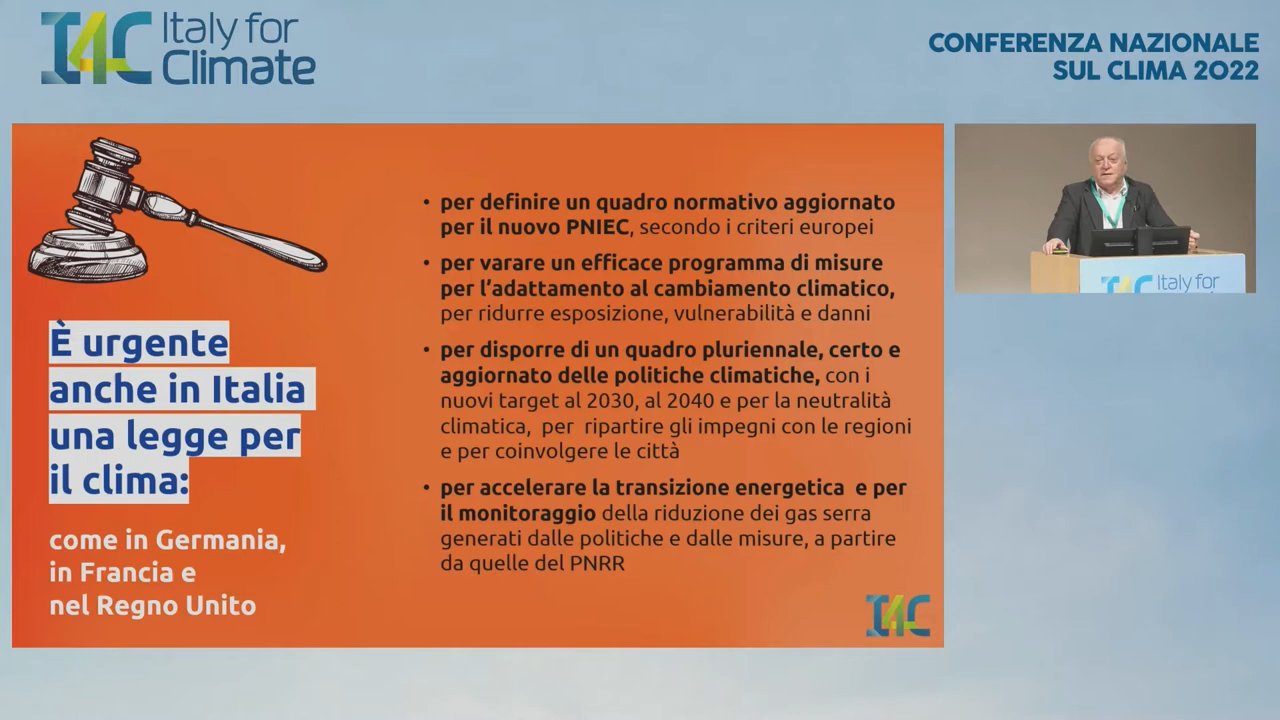 I4C Italy for
Climate
CONFERENZA NAZIONALE
SUL CLIMA 2022
È urgente
anche in Italia
una legge per
il clima:
come in Germania,
in Francia e
nel Regno Unito
• per definire un quadro normativo aggiornato
per il nuovo PNIEC, secondo i criteri europei
• per varare un efficace programma di misure
per l’adattamento al cambiamento climatico,
per ridurre esposizione, vulnerabilità e danni
• per disporre di un quadro pluriennale, certo e
aggiornato delle politiche climatiche, con i
nuovi target al 2030, al 2040 e per la neutralità
climatica, per ripartire gli impegni con le regioni
e per coinvolgere le città
• per accelerare la transizione energetica e per
il monitoraggio della riduzione dei gas serra
generati dalle politiche e dalle misure, a partire
da quelle del PNRR
I4C
I4C Italy for